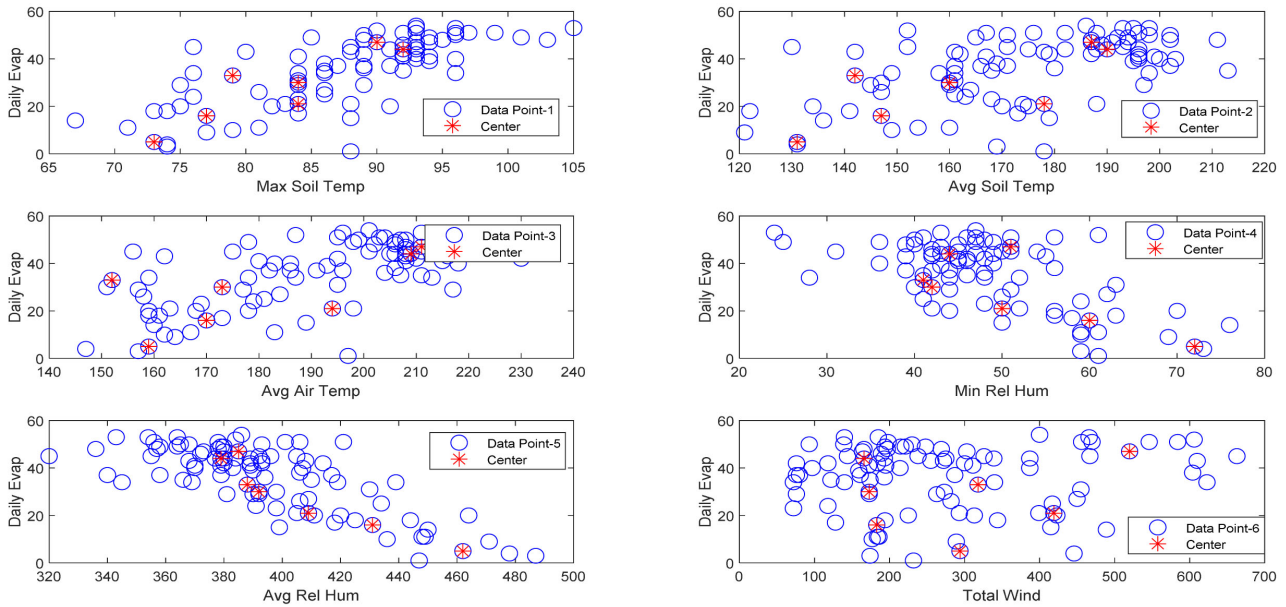 60
40
20
0
Daily Evap
65 70 75 80 85 90 95 100 105
Max Soil Temp
Data Point-1
Center
60
40
20
0
Daily Evap
120 130 140 150 160 170 180 190 200 210 220
Avg Soil Temp
Data Point-2
Center
60
40
20
0
Daily Evap
140 150 160 170 180 190 200 210 220 230 240
Avg Air Temp
Data Point-3
Center
60
40
20
0
Daily Evap
20 30 40 50 60 70 80
Min Rel Hum
Data Point-4
Center
60
40
20
0
Daily Evap
320 340 360 380 400 420 440 460 480 500
Avg Rel Hum
Data Point-5
Center
60
40
20
0
Daily Evap
0 100 200 300 400 500 600 700
Total Wind
Data Point-6
Center